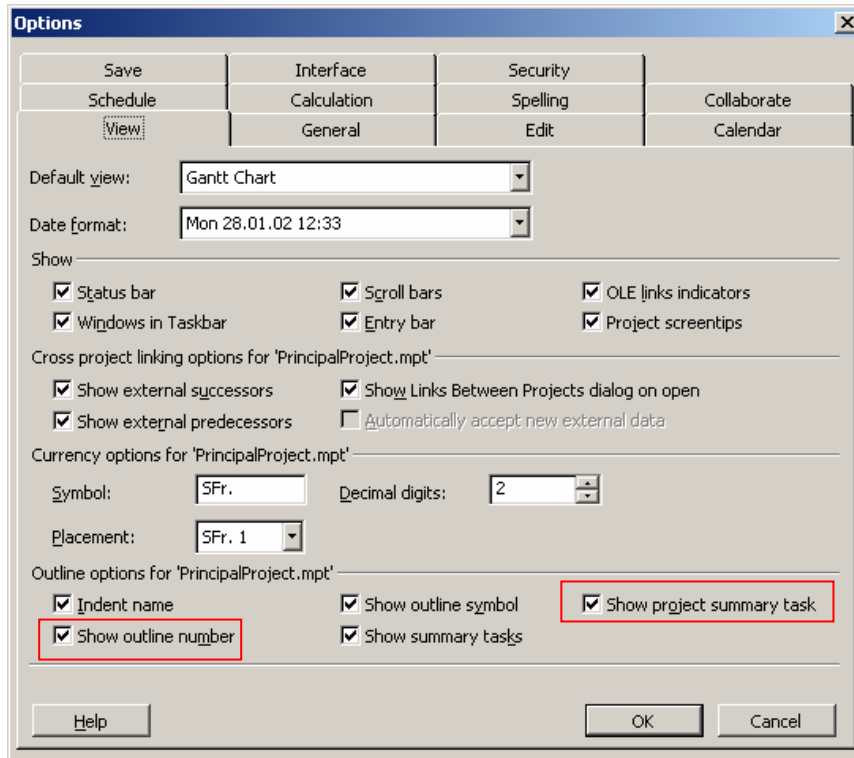 Options
Save Interface Security
Schedule Calculation Spelling Collaborate
View General Edit Calendar
Default view: Gantt Chart
Date format: Mon 28.01.02 12:33
Show
Status bar Scroll bars OLE links indicators
Windows in Taskbar Entry bar Project screentips
Cross project linking options for 'PrincipalProject.mpt'
Show external successors Show Links Between Projects dialog on open
Show external predecessors Automatically accept new external data
Currency options for 'PrincipalProject.mpt'
Symbol: SFr. Decimal digits: 2
Placement: SFr. 1
Outline options for 'PrincipalProject.mpt'
Indent name Show outline symbol Show project summary task
Show outline number Show summary tasks
Help OK Cancel